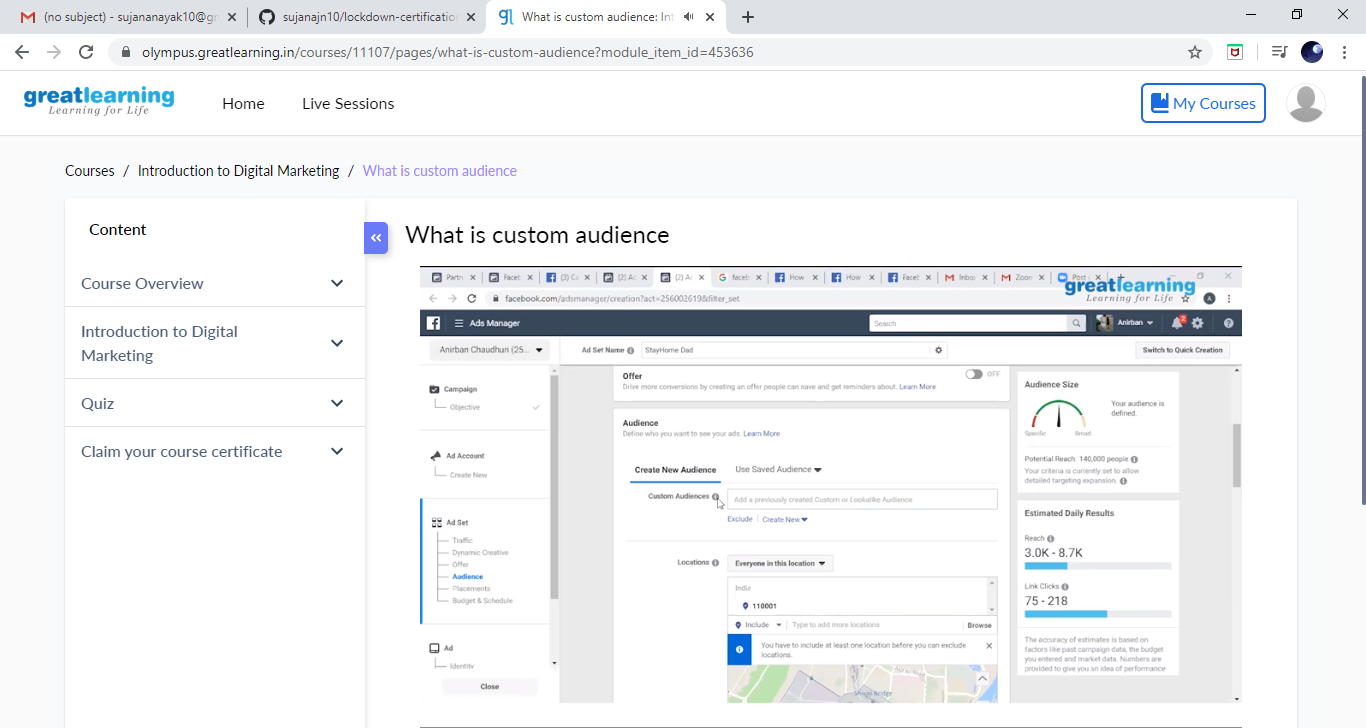 (no subject) - sujananayak10@gm
sujanajn10/lockdown-certification
What is custom audience: Int
olympus.greatlearning.in/courses/11107/pages/what-is-custom-audience?module_item_id=453636
greatlearning
Learning for Life
Home
Live Sessions
My Courses
Courses / Introduction to Digital Marketing / What is custom audience
Content
Course Overview
Introduction to Digital
Marketing
Quiz
Claim your course certificate
What is custom audience
Partn
Faceb
(3) C
(2) A
(2) A
faceb
How
How
Faceb
Inbox
Zoom
Post
greatlearning
Learning for Life
facebook.com/adsmanager/creation?act=256002619&filter_set
Ads Manager
Search
Anirban
2
Anirban Chaudhuri (25...
Ad Set Name
StayHome Dad
Switch to Quick Creation
Campaign
Objective
Ad Account
Create New
Ad Set
Traffic
Dynamic Creative
Offer
Audience
Placements
Budget & Schedule
Ad
Identity
Close
Offer
OFF
Drive more conversions by creating an offer people can save and get reminders about. Learn More
Audience
Define who you want to see your ads. Learn More
Create New Audience
Use Saved Audience
Custom Audiences
Add a previously created Custom or Lookalike Audience
Exclude
Create New
Locations
Everyone in this location
India
110001
Include
Type to add more locations
Browse
You have to include at least one location before you can exclude
locations.
Audience Size
Your audience is
defined.
Specific
Broad
Potential Reach: 140,000 people
Your criteria is currently set to allow
detailed targeting expansion.
Estimated Daily Results
Reach
3.0K - 8.7K
Link Clicks
75 - 218
The accuracy of estimates is based on
factors like past campaign data, the budget
you entered and market data. Numbers are
provided to give you an idea of performance